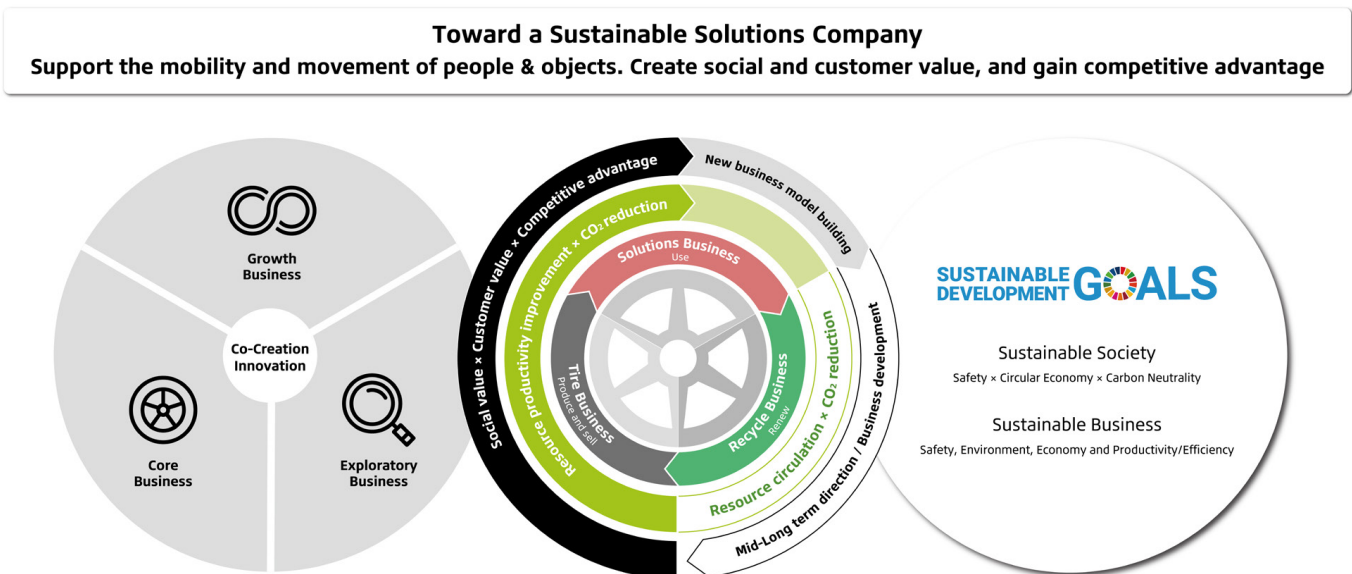 Toward a Sustainable Solutions Company
Support the mobility and movement of people & objects. Create social and customer value, and gain competitive advantage
Growth
Business
Co-Creation
Innovation
Core
Business
Exploratory
Business
Social value × Customer value × Competitive advantage
New business model building
Mid-Long term direction / Business development
Resource productivity improvement × CO₂ reduction
Resource circulation × CO₂ reduction
Solutions Business
Use
Tire Business
Produce and sell
Recycle Business
Renew
SUSTAINABLE
DEVELOPMENT
GOALS
Sustainable Society
Safety × Circular Economy × Carbon Neutrality
Sustainable Business
Safety, Environment, Economy and Productivity/Efficiency